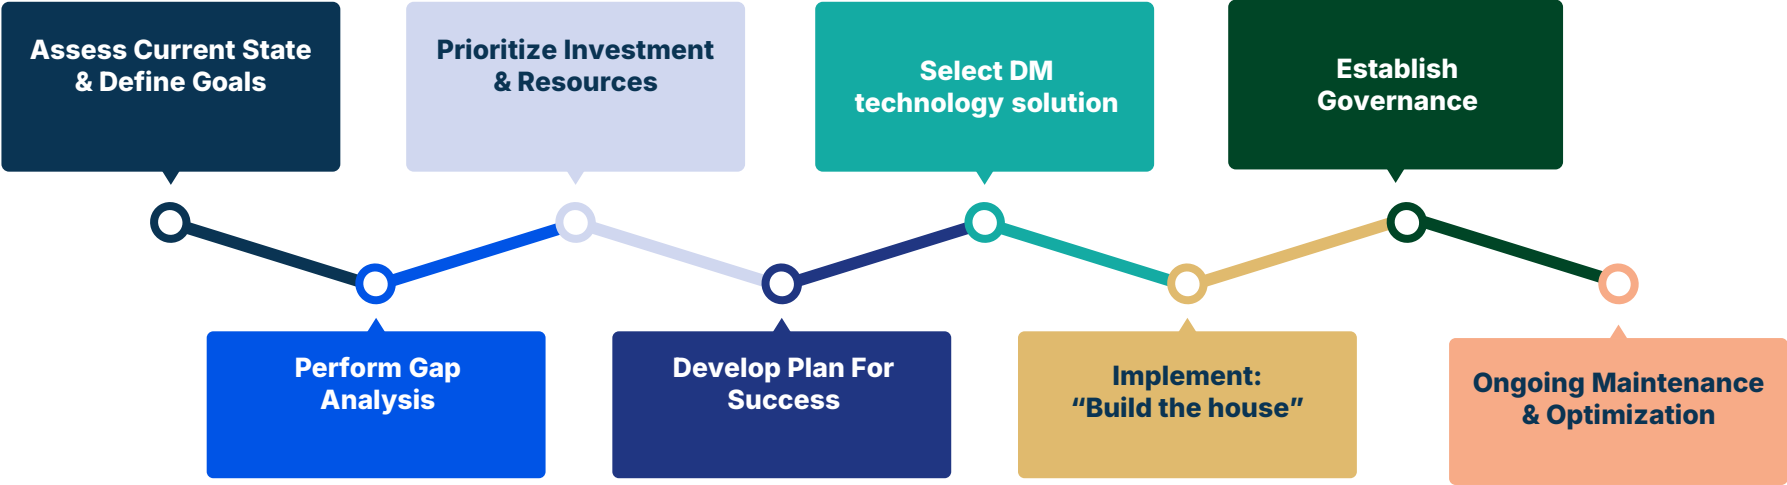 Assess Current State
& Define Goals
Perform Gap
Analysis
Prioritize Investment
& Resources
Develop Plan For
Success
Select DM
technology solution
Implement:
“Build the house”
Establish
Governance
Ongoing Maintenance
& Optimization